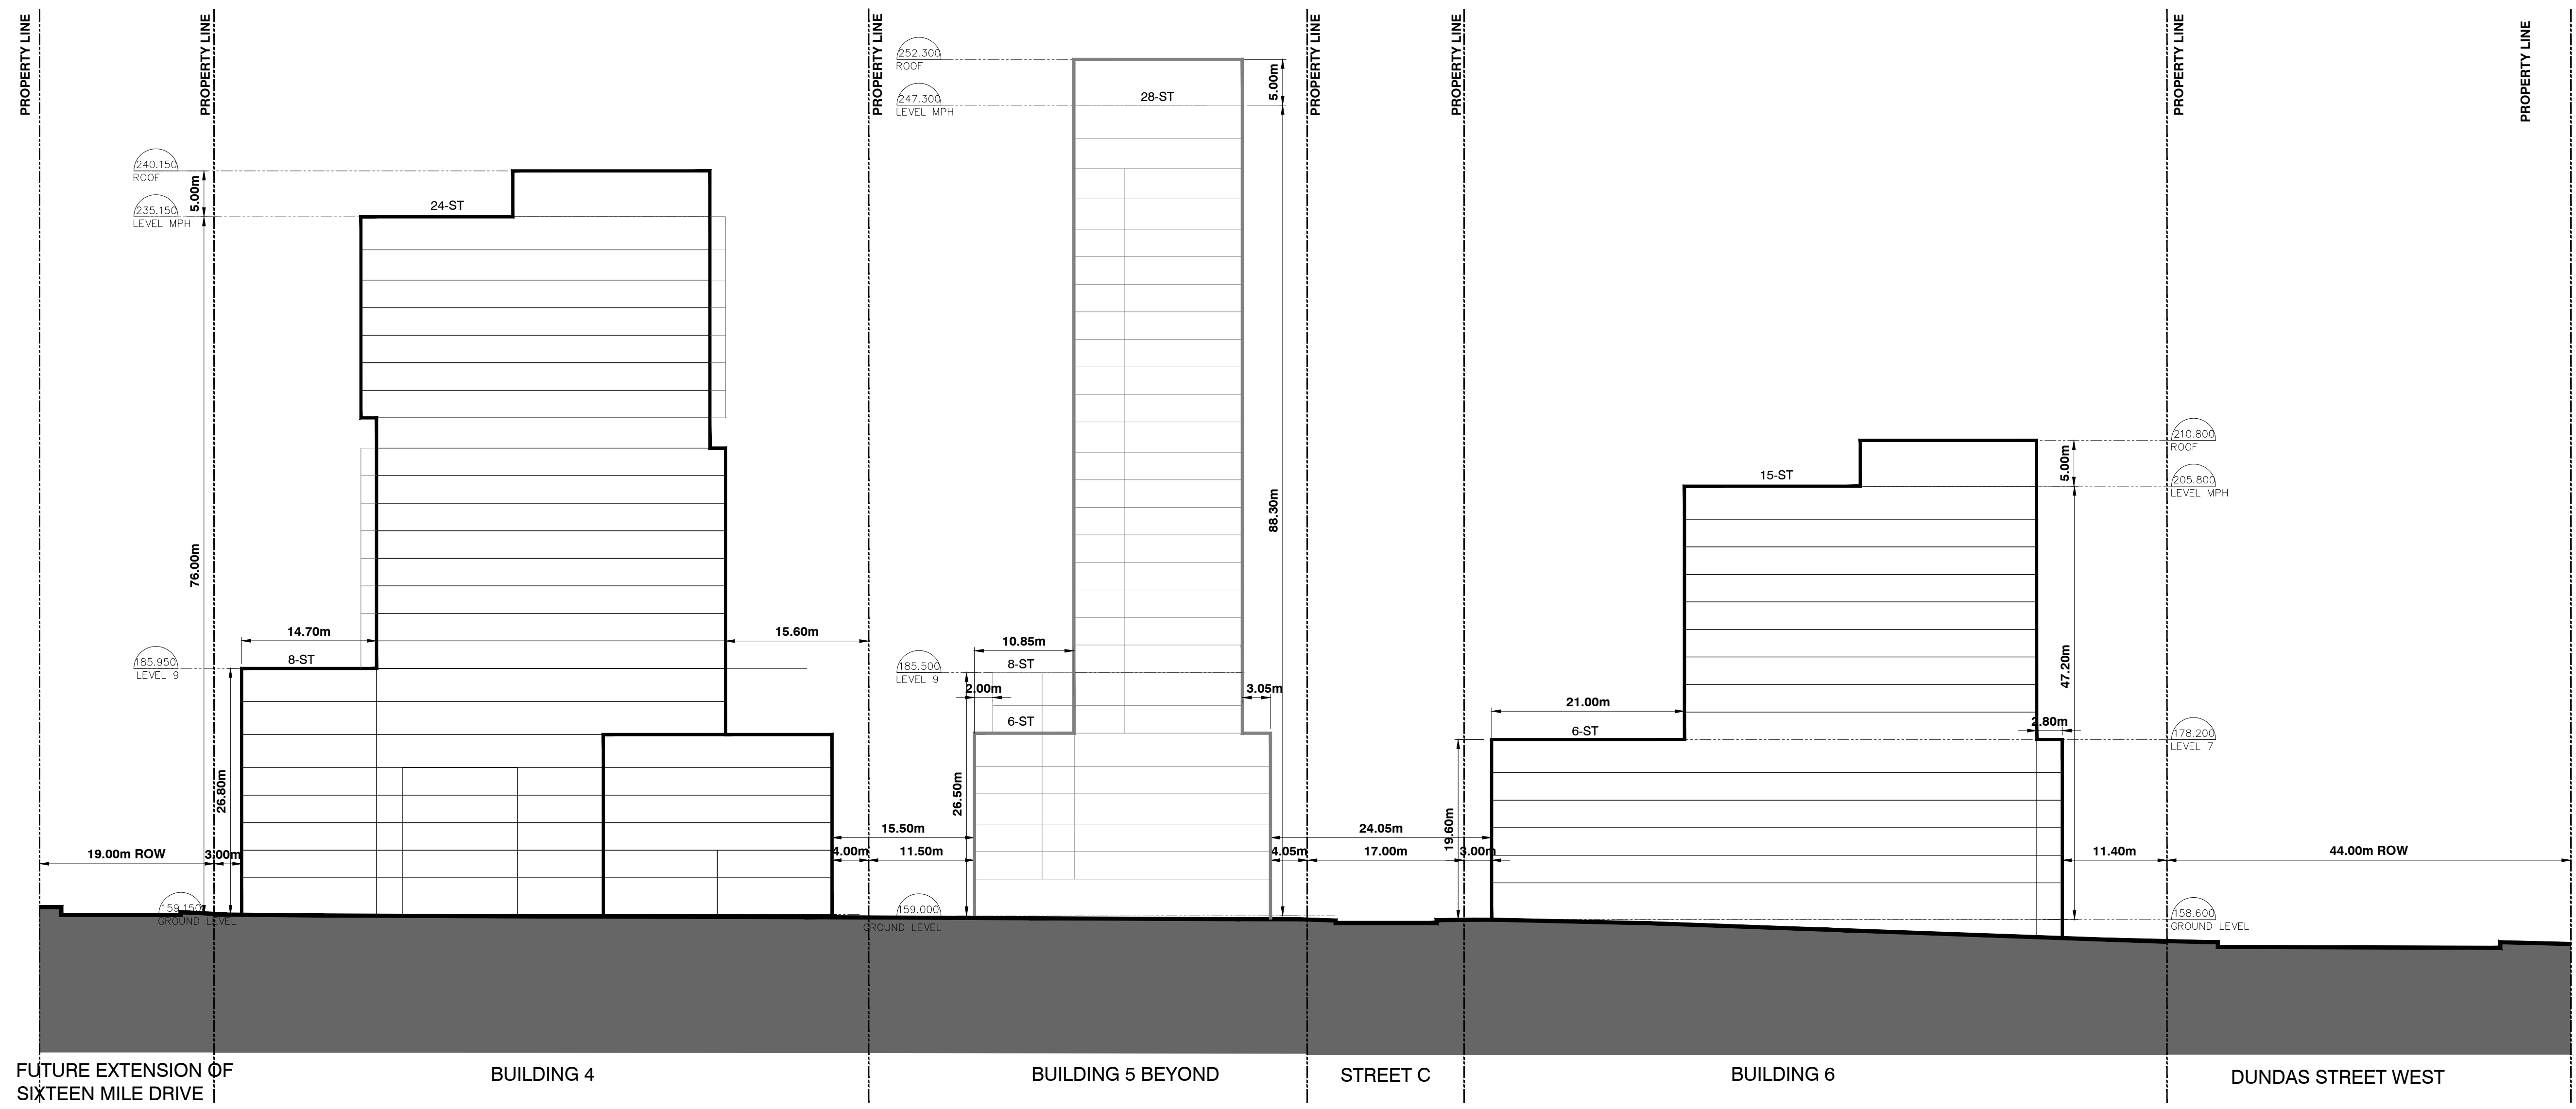 PROPERTY LINE
PROPERTY LINE
PROPERTY LINE
PROPERTY LINE
PROPERTY LINE
PROPERTY LINE
PROPERTY LINE
240.150
ROOF
5.00m
235.150
LEVEL MPH
24-ST
76.00m
14.70m
8-ST
15.60m
185.950
LEVEL 9
26.80m
19.00m ROW
3.00m
159.150
GROUND LEVEL
252.300
ROOF
5.00m
247.300
LEVEL MPH
28-ST
88.30m
10.85m
8-ST
185.500
LEVEL 9
2.00m
3.05m
6-ST
26.50m
15.50m
4.00m
11.50m
159.000
GROUND LEVEL
24.05m
4.05m
17.00m
3.00m
19.60m
210.800
ROOF
5.00m
15-ST
205.800
LEVEL MPH
47.20m
21.00m
6-ST
2.80m
178.200
LEVEL 7
11.40m
44.00m ROW
158.600
GROUND LEVEL
FUTURE EXTENSION OF
SIXTEEN MILE DRIVE
BUILDING 4
BUILDING 5 BEYOND
STREET C
BUILDING 6
DUNDAS STREET WEST